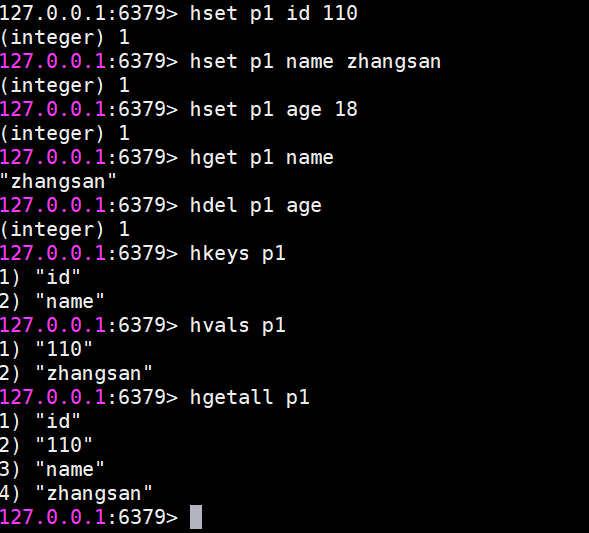 127.0.0.1:6379> hset p1 id 110
(integer) 1
127.0.0.1:6379> hset p1 name zhangsan
(integer) 1
127.0.0.1:6379> hset p1 age 18
(integer) 1
127.0.0.1:6379> hget p1 name
"zhangsan"
127.0.0.1:6379> hdel p1 age
(integer) 1
127.0.0.1:6379> hkeys p1
1) "id"
2) "name"
127.0.0.1:6379> hvals p1
1) "110"
2) "zhangsan"
127.0.0.1:6379> hgetall p1
1) "id"
2) "110"
3) "name"
4) "zhangsan"
127.0.0.1:6379>